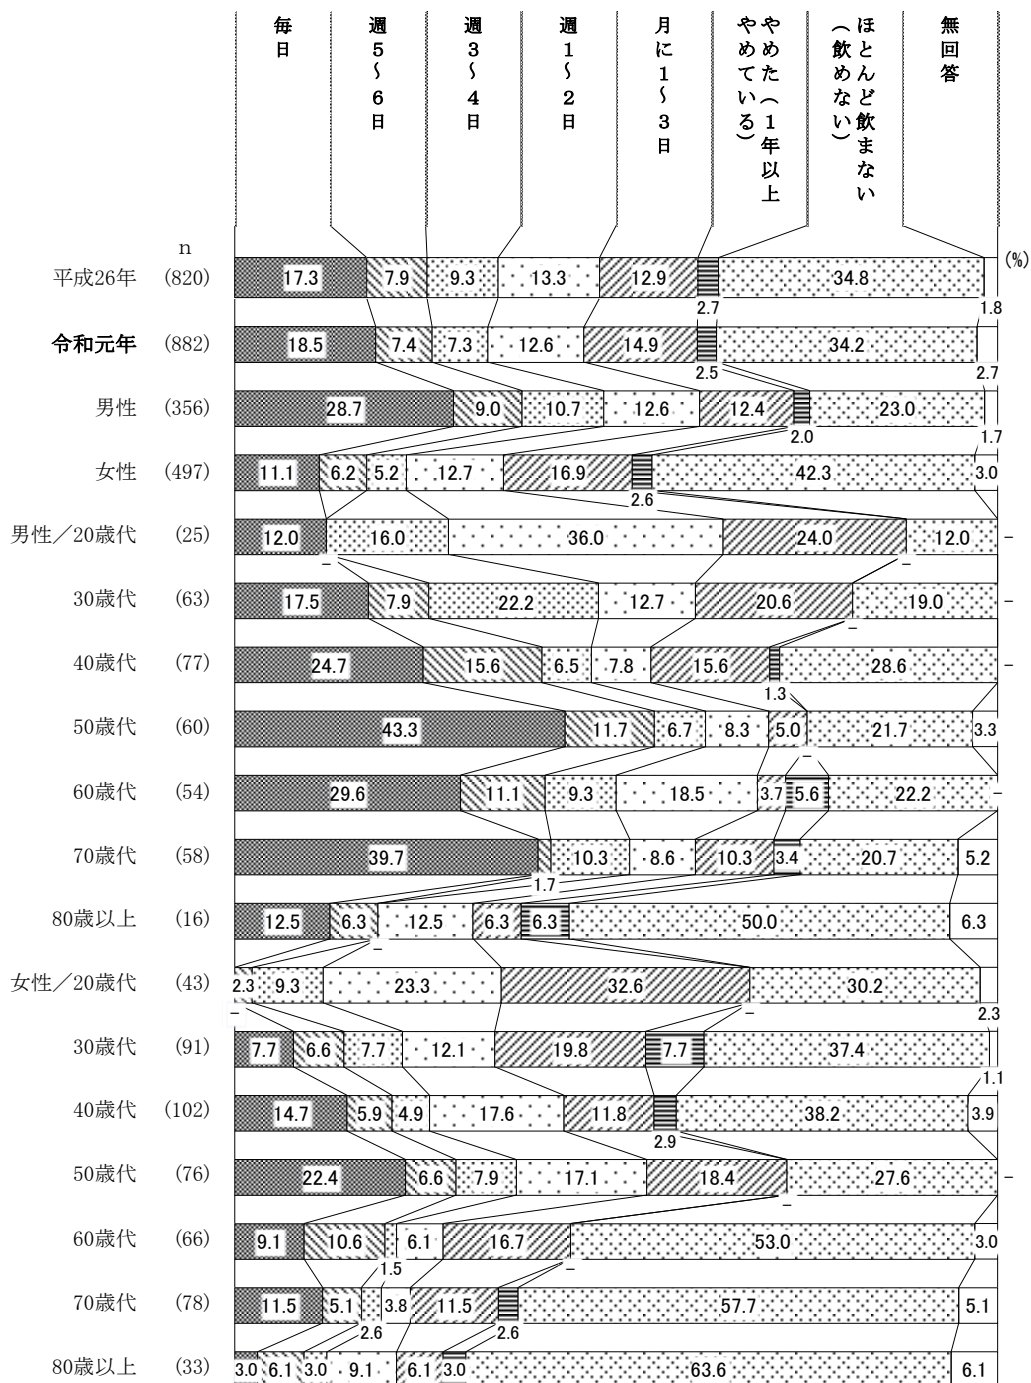 毎日
週5～6日
週3～4日
週1～2日
月に1～3日
やめた（1年以上
やめている）
ほとんど飲まない
（飲めない）
無回答
n
(%)
平成26年 (820) 17.3 7.9 9.3 13.3 12.9 2.7 34.8 1.8
令和元年 (882) 18.5 7.4 7.3 12.6 14.9 2.5 34.2 2.7
男性 (356) 28.7 9.0 10.7 12.6 12.4 2.0 23.0 1.7
女性 (497) 11.1 6.2 5.2 12.7 16.9 2.6 42.3 3.0
男性／20歳代 (25) 12.0 – 16.0 36.0 24.0 – 12.0 –
30歳代 (63) 17.5 7.9 22.2 12.7 20.6 – 19.0 –
40歳代 (77) 24.7 15.6 6.5 7.8 15.6 1.3 28.6 –
50歳代 (60) 43.3 11.7 6.7 8.3 5.0 – 21.7 3.3
60歳代 (54) 29.6 11.1 9.3 18.5 3.7 5.6 22.2 –
70歳代 (58) 39.7 1.7 10.3 8.6 10.3 3.4 20.7 5.2
80歳以上 (16) 12.5 6.3 – 12.5 6.3 6.3 50.0 6.3
女性／20歳代 (43) – 2.3 9.3 23.3 32.6 – 30.2 2.3
30歳代 (91) 7.7 6.6 7.7 12.1 19.8 7.7 37.4 1.1
40歳代 (102) 14.7 5.9 4.9 17.6 11.8 2.9 38.2 3.9
50歳代 (76) 22.4 6.6 7.9 17.1 18.4 – 27.6 –
60歳代 (66) 9.1 10.6 1.5 6.1 16.7 – 53.0 3.0
70歳代 (78) 11.5 5.1 2.6 3.8 11.5 2.6 57.7 5.1
80歳以上 (33) 3.0 6.1 3.0 9.1 6.1 3.0 63.6 6.1